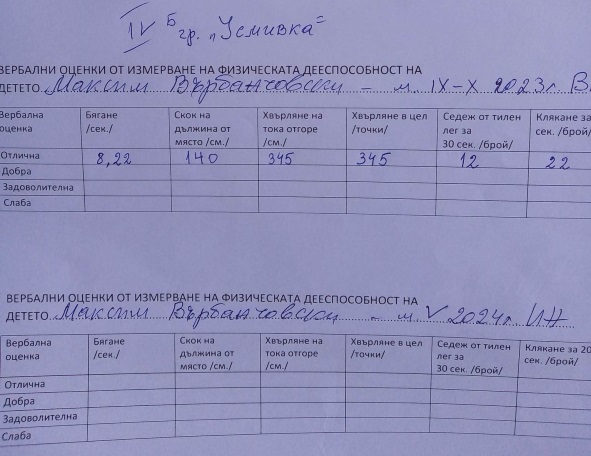 IV Б
гр. „Усмивка"
ВЕРБАЛНИ ОЦЕНКИ ОТ ИЗМЕРВАНЕ НА ФИЗИЧЕСКАТА ДЕЕСПОСОБНОСТ НА
ДЕТЕТО Максим Върбанчовски - м. IX-X 2023г. В.
Вербална оценка Бягане /сек./ Скок на дължина от място /см./ Хвърляне на тока отгоре /см./ Хвърляне в цел /точки/ Седеж от тилен лег за 30 сек. /брой/ Клякане за сек. /брой/
Отлична 8,22 140 345 345 12 22
Добра
Задоволителна
Слаба
ВЕРБАЛНИ ОЦЕНКИ ОТ ИЗМЕРВАНЕ НА ФИЗИЧЕСКАТА ДЕЕСПОСОБНОСТ НА
ДЕТЕТО Максим Върбанчовски - м. V 2024г. ИН
Вербална оценка Бягане /сек./ Скок на дължина от място /см./ Хвърляне на тока отгоре /см./ Хвърляне в цел /точки/ Седеж от тилен лег за 30 сек. /брой/ Клякане за 20 сек. /брой/
Отлична
Добра
Задоволителна
Слаба